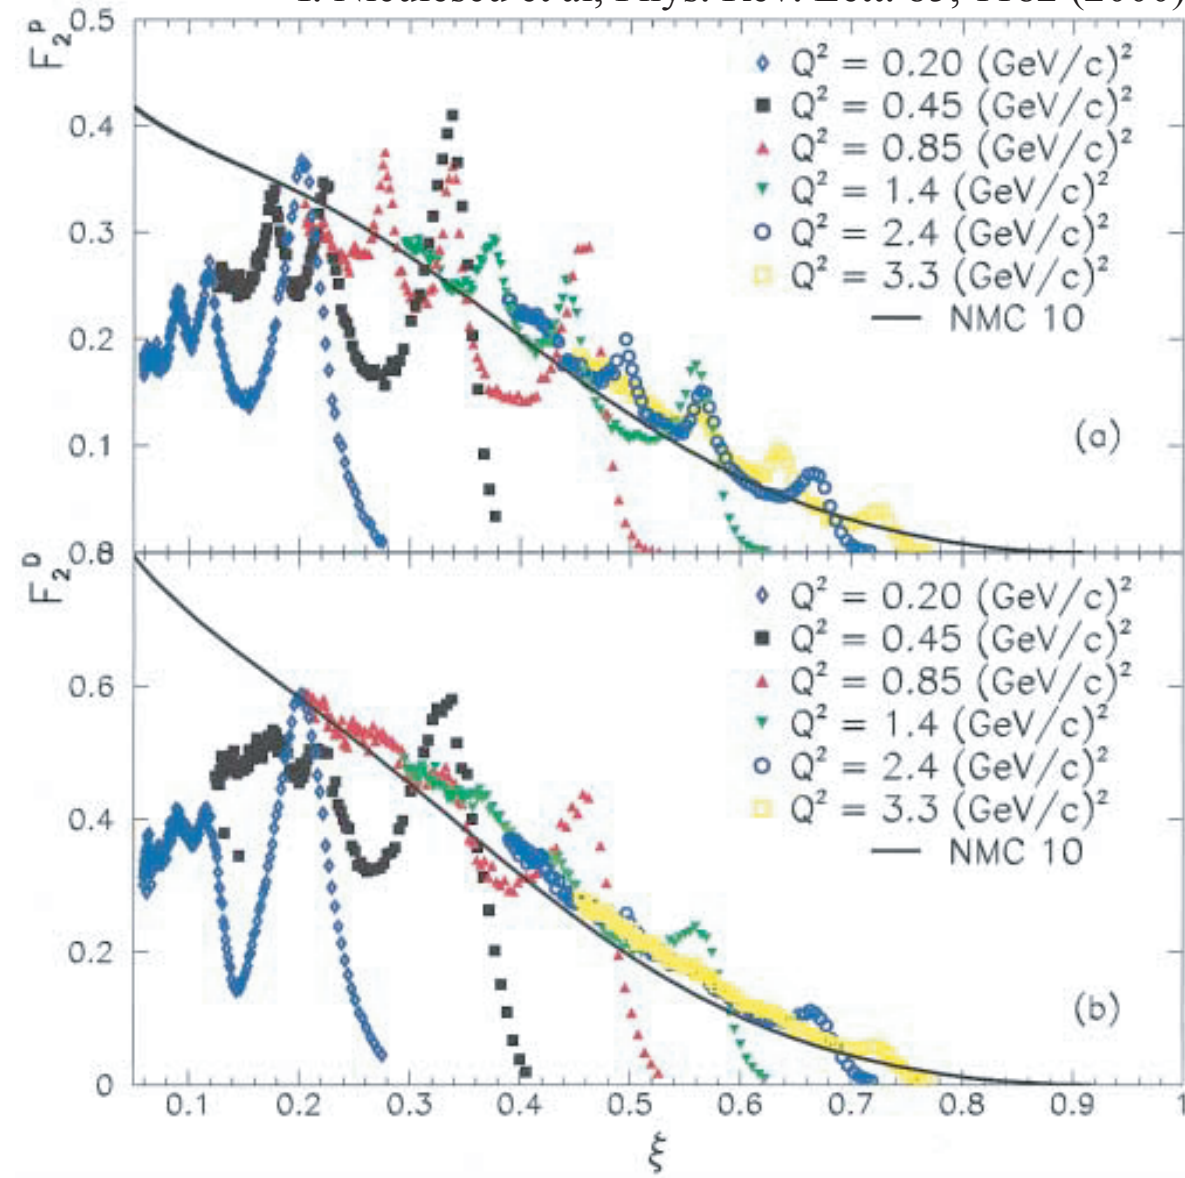 F₂ᵖ
0.5
0.4
0.3
0.2
0.1
Q² = 0.20 (GeV/c)²
Q² = 0.45 (GeV/c)²
Q² = 0.85 (GeV/c)²
Q² = 1.4 (GeV/c)²
Q² = 2.4 (GeV/c)²
Q² = 3.3 (GeV/c)²
NMC 10
(a)
F₂ᴰ
0.8
0.6
0.4
0.2
0
Q² = 0.20 (GeV/c)²
Q² = 0.45 (GeV/c)²
Q² = 0.85 (GeV/c)²
Q² = 1.4 (GeV/c)²
Q² = 2.4 (GeV/c)²
Q² = 3.3 (GeV/c)²
NMC 10
(b)
0.1 0.2 0.3 0.4 0.5 0.6 0.7 0.8 0.9 1
ξ